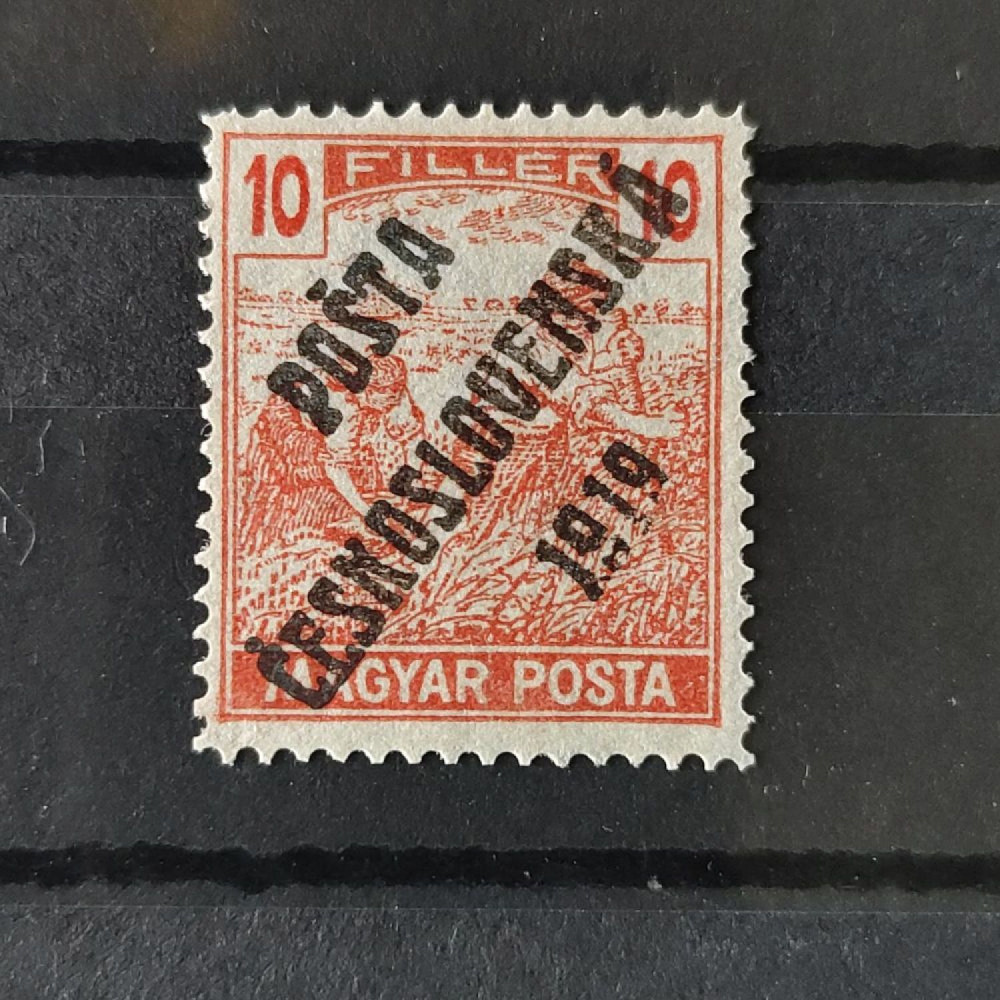 10 FILLÉR 10
POŠTA
ČESKOSLOVENSKÁ
1919
MAGYAR POSTA